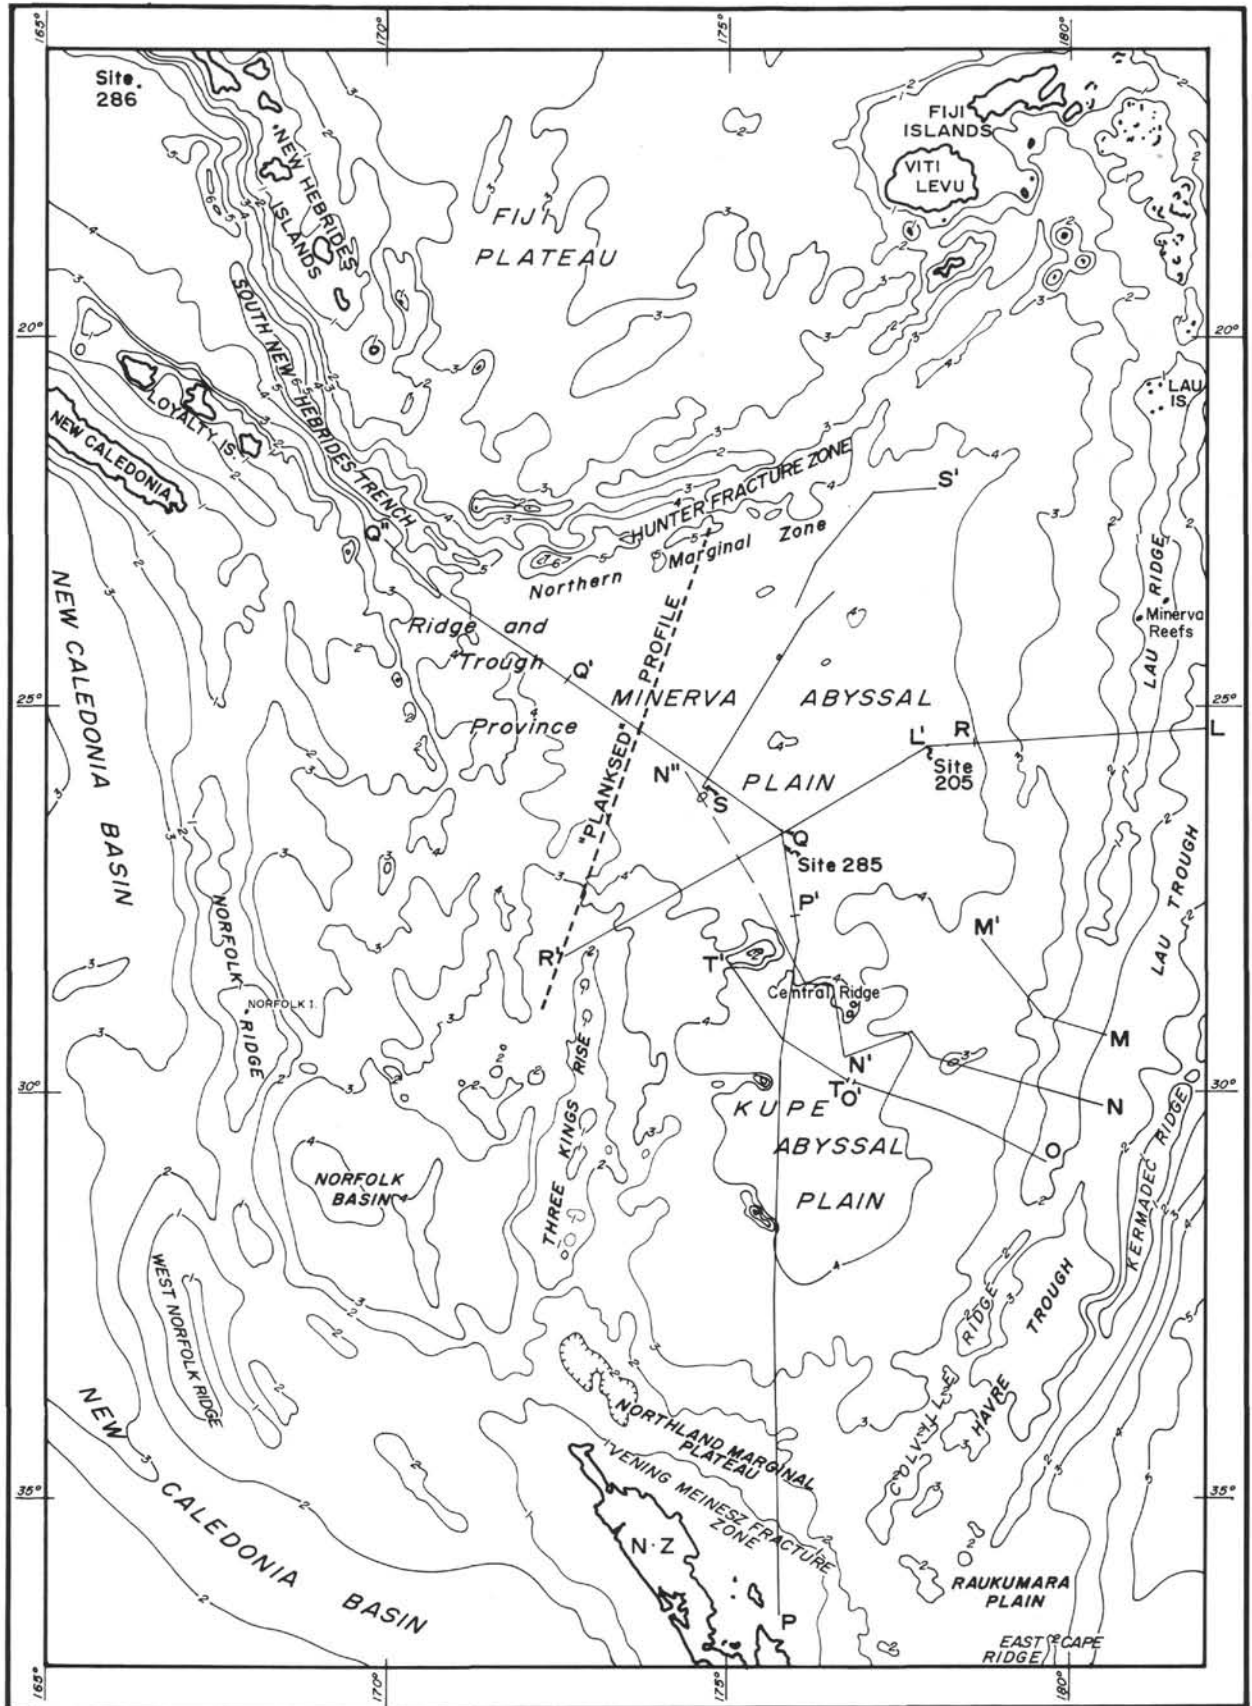 165°
170°
175°
180°
Site
286
NEW HEBRIDES
ISLANDS
FIJI
PLATEAU
FIJI
ISLANDS
VITI
LEVU
20°
20°
SOUTH NEW HEBRIDES TRENCH
LOYALTY IS.
NEW CALEDONIA
LAU
IS.
HUNTER FRACTURE ZONE
Northern Marginal Zone
S'
Q"
LAU RIDGE
Minerva
Reefs
NEW CALEDONIA BASIN
Ridge and
Trough
Province
Q'
"PLANKSED" PROFILE
MINERVA ABYSSAL
PLAIN
LAU RIDGE
25°
25°
L'
R
L
Site
205
N"
S
Q
Site 285
P'
M'
LAU TROUGH
NORFOLK RIDGE
R'
T'
Central Ridge
NORFOLK I.
M
N'
T
O'
N
30°
30°
KUPE
ABYSSAL
PLAIN
O
THREE KINGS RISE
NORFOLK
BASIN
KERMADEC RIDGE
WEST NORFOLK RIDGE
COLVILLE RIDGE
HAVRE TROUGH
NORTHLAND MARGINAL
PLATEAU
VENING MEINESZ FRACTURE
ZONE
NEW CALEDONIA BASIN
35°
35°
N·Z
P
RAUKUMARA
PLAIN
EAST CAPE
RIDGE
165°
170°
175°
180°